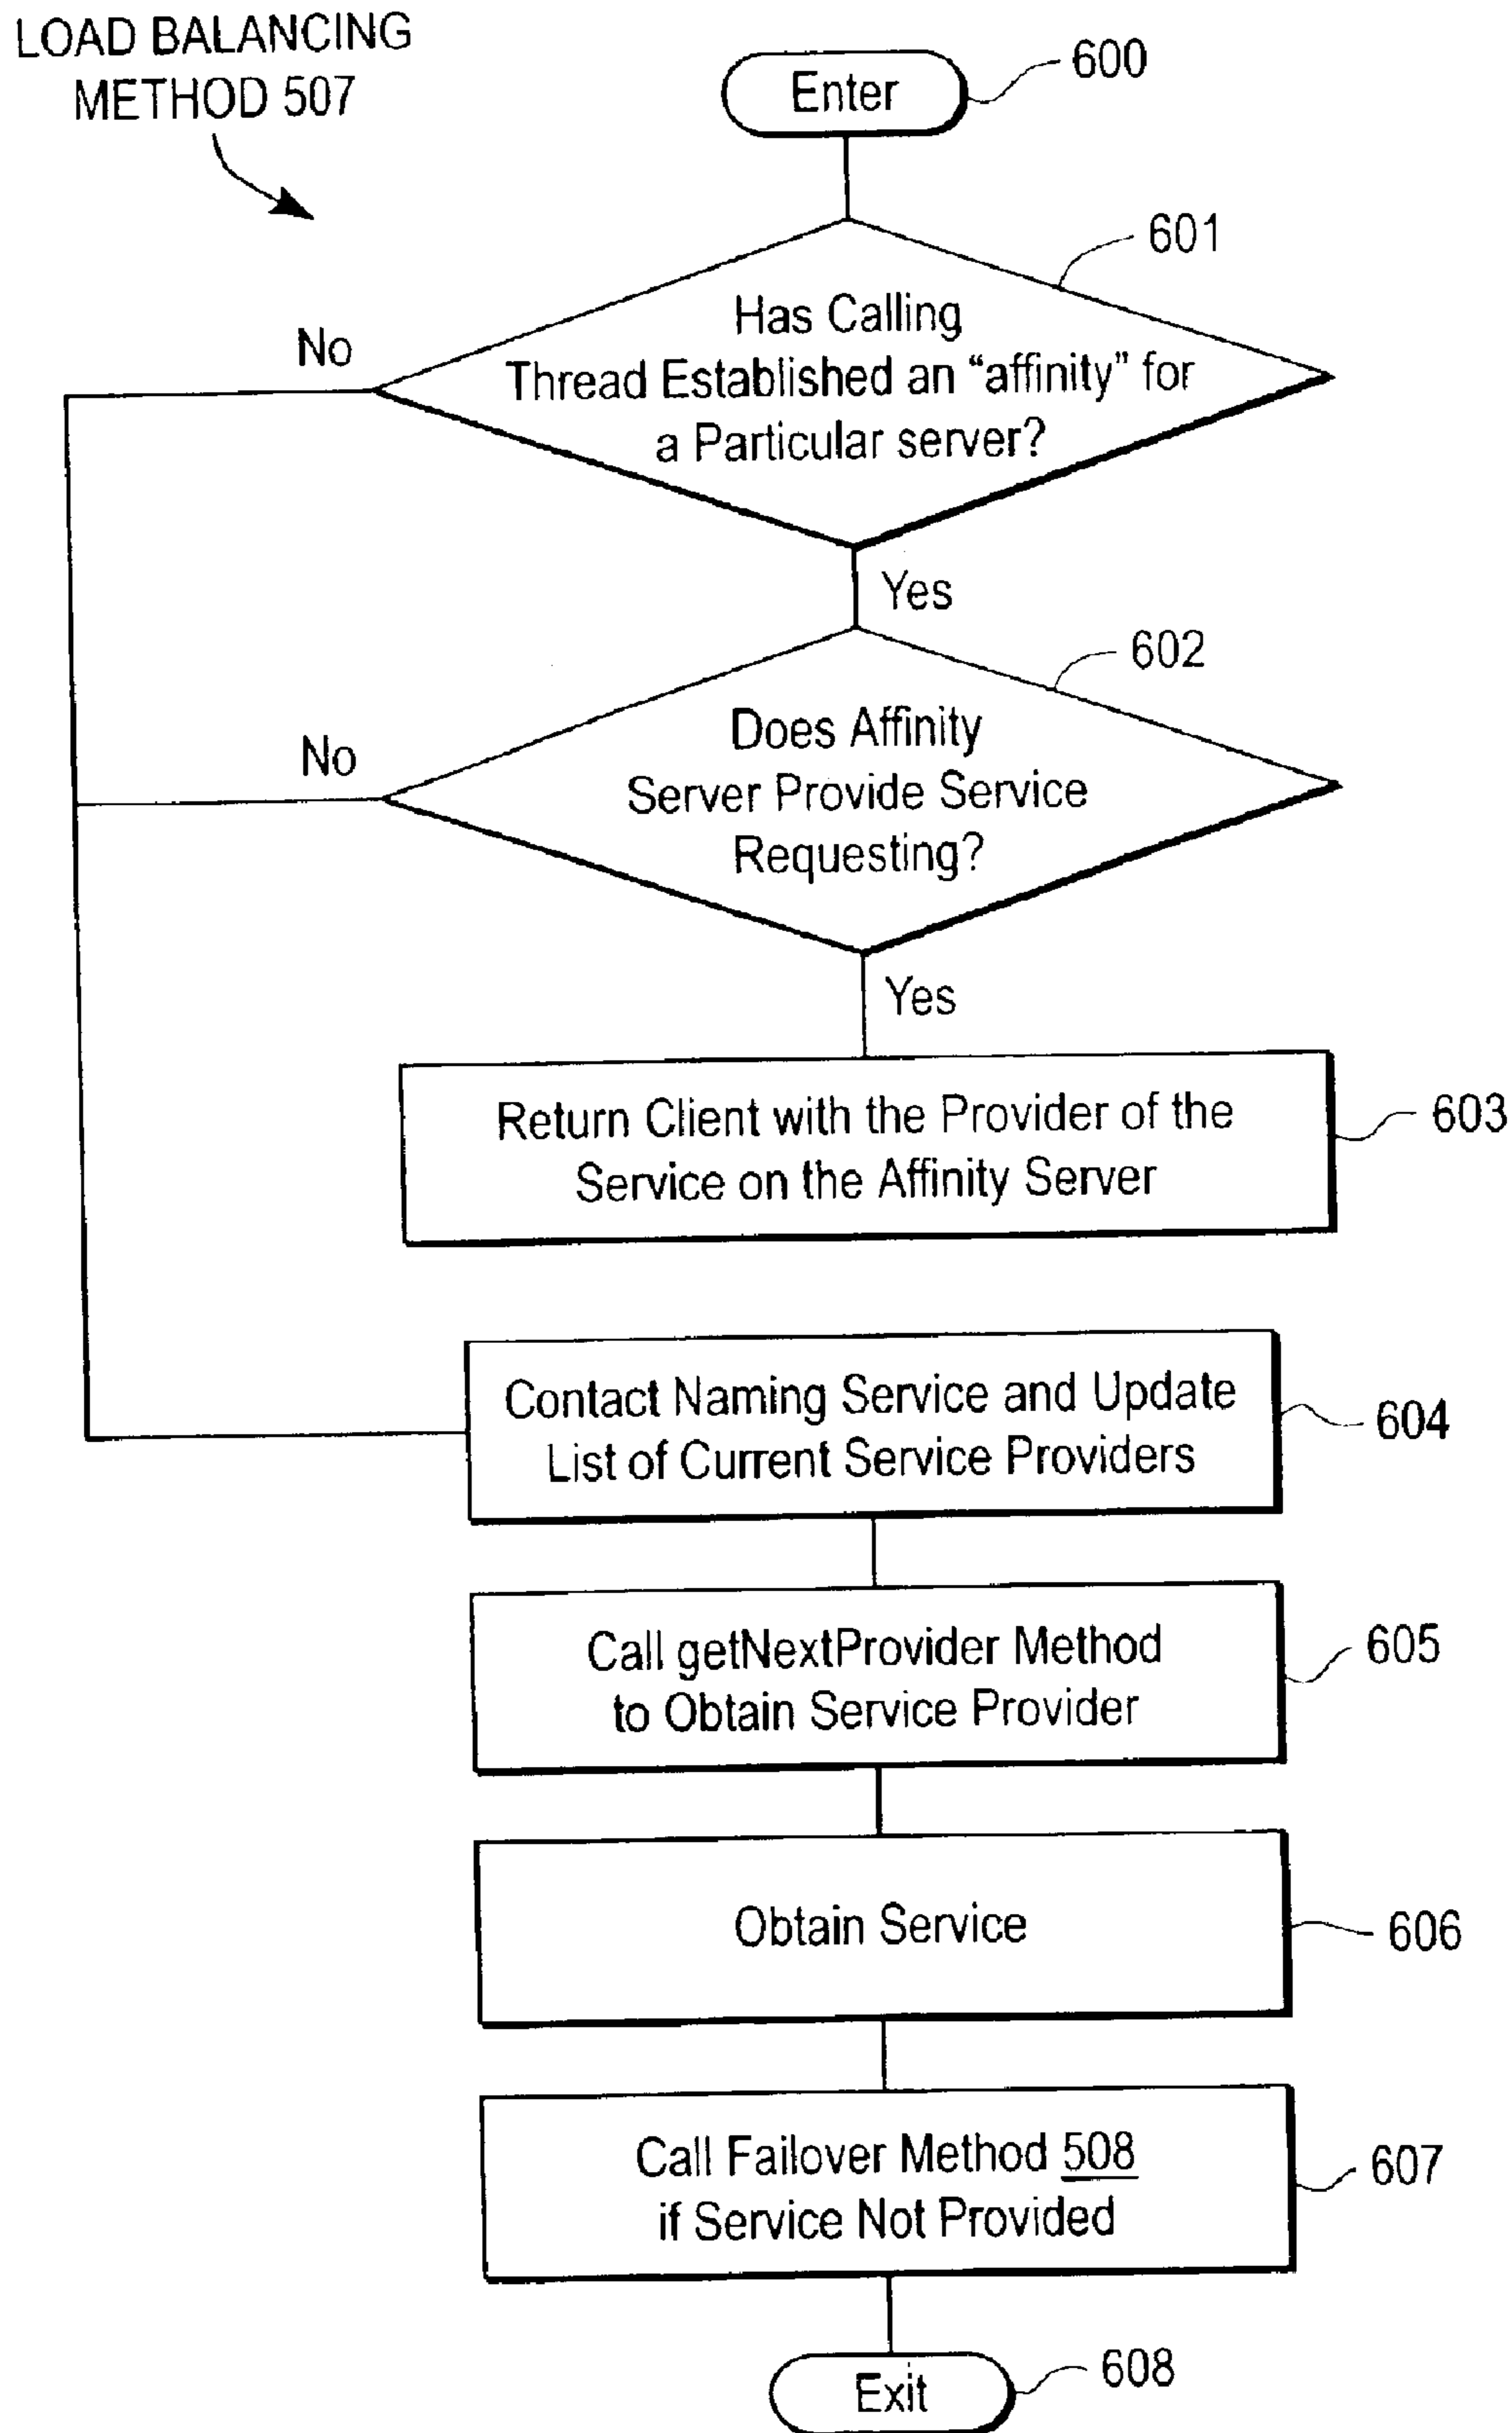 LOAD BALANCING
METHOD 507
Enter
600
601
Has Calling
Thread Established an “affinity” for
a Particular server?
No
Yes
602
Does Affinity
Server Provide Service
Requesting?
No
Yes
Return Client with the Provider of the
Service on the Affinity Server
603
Contact Naming Service and Update
List of Current Service Providers
604
Call getNextProvider Method
to Obtain Service Provider
605
Obtain Service
606
Call Failover Method 508
if Service Not Provided
607
Exit
608